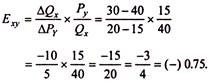 E_xy = ΔQ_x/ΔP_Y × P_y/Q_x = 30−40/20−15 × 15/40
= −10/5 × 15/40 = −15/20 = −3/4 = (−) 0.75.